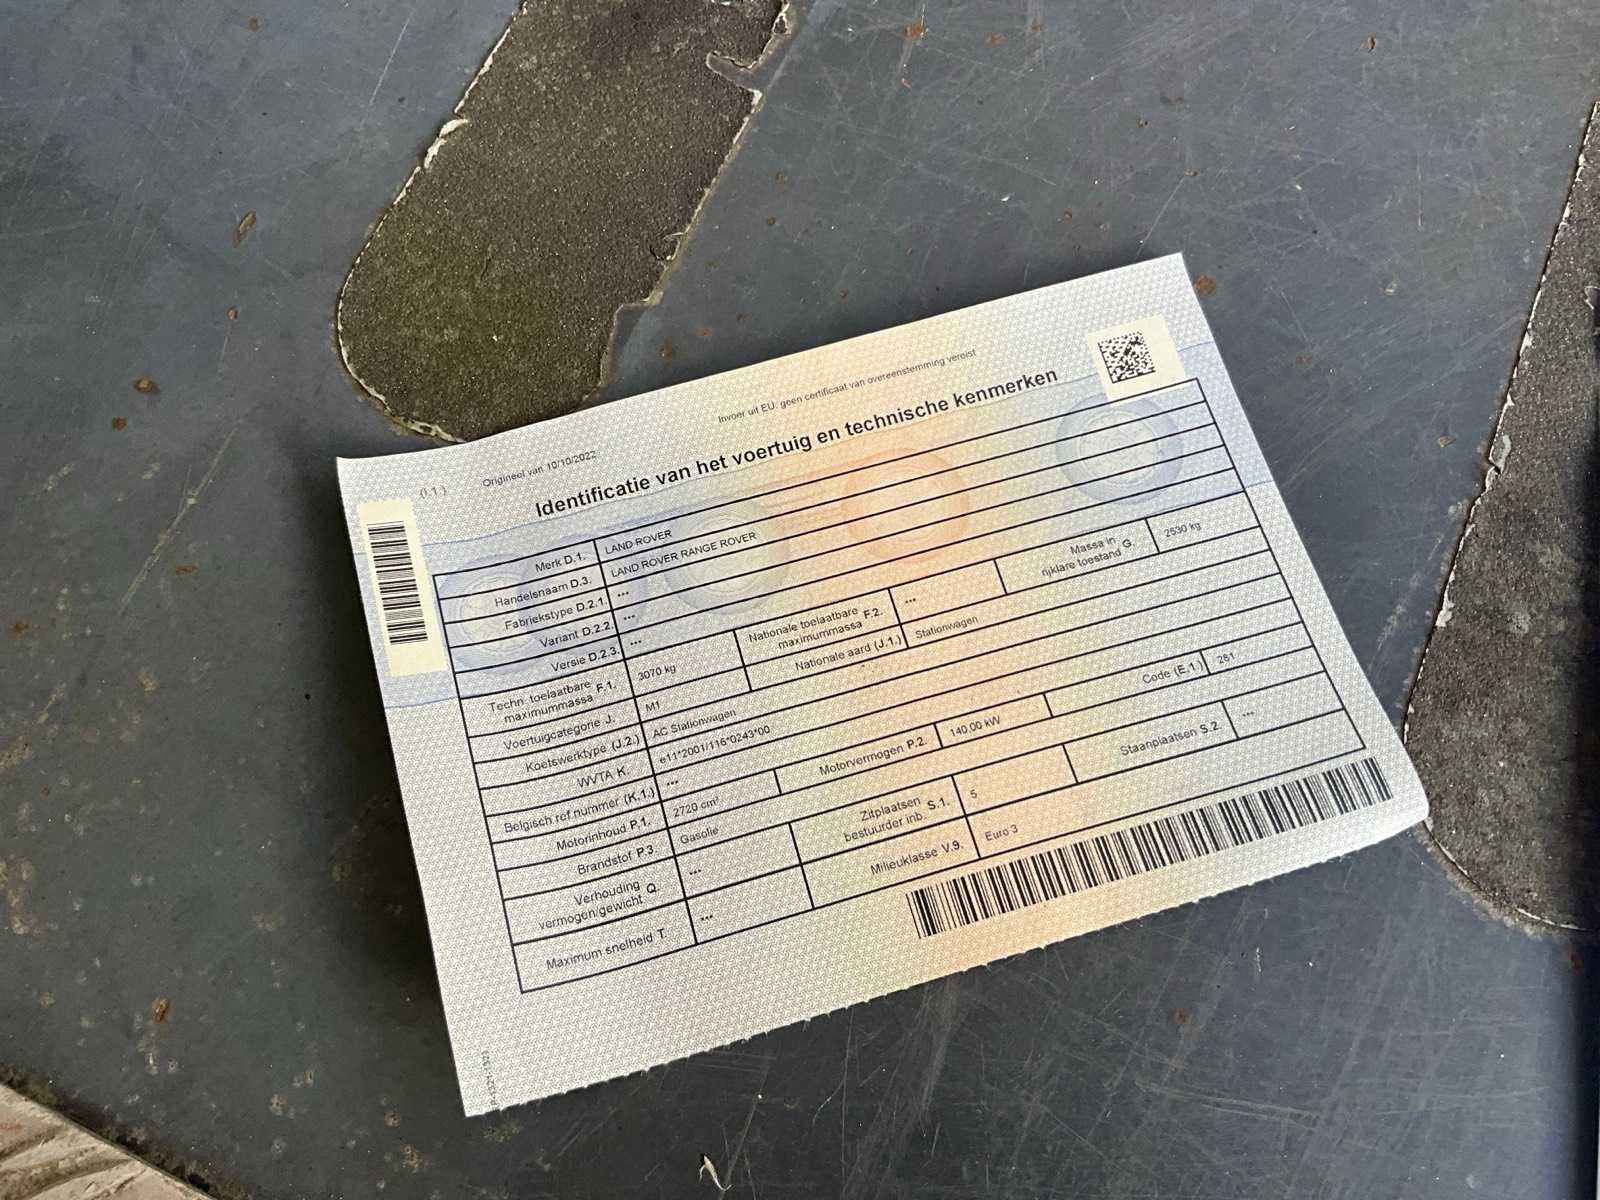 Invoer uit EU, geen certificaat van overeenstemming vereist
(I.1.) Origineel van 10/10/2022
Identificatie van het voertuig en technische kenmerken
Merk D.1. LAND ROVER
Handelsnaam D.3. LAND ROVER RANGE ROVER
Fabriekstype D.2.1. ***
Variant D.2.2. ***
Versie D.2.3. ***
Techn. toelaatbare maximummassa F.1. 3070 kg
Nationale toelaatbare maximummassa F.2. ***
Massa in rijklare toestand G. 2530 kg
Voertuigcategorie J. M1
Nationale aard (J.1.) Stationwagen
Koetswerktype (J.2.) AC Stationwagen
WVTA K. e11*2001/116*0243*00
Belgisch ref nummer (K.1.) ***
Motorinhoud P.1. 2720 cm³
Motorvermogen P.2. 140,00 kW
Code (E.1.) 261
Brandstof P.3. Gasolie
Zitplaatsen bestuurder inb. S.1. 5
Staanplaatsen S.2. ***
Verhouding vermogen/gewicht Q. ***
Milieuklasse V.9. Euro 3
Maximum snelheid T. ***